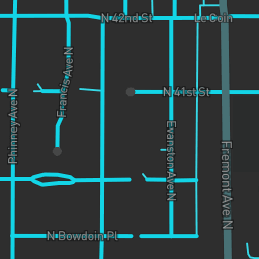 N 42nd St
Le Coin
Francis Ave N
N 41st St
Phinney Ave N
Evanston Ave N
Fremont Ave N
N Bowdoin Pl